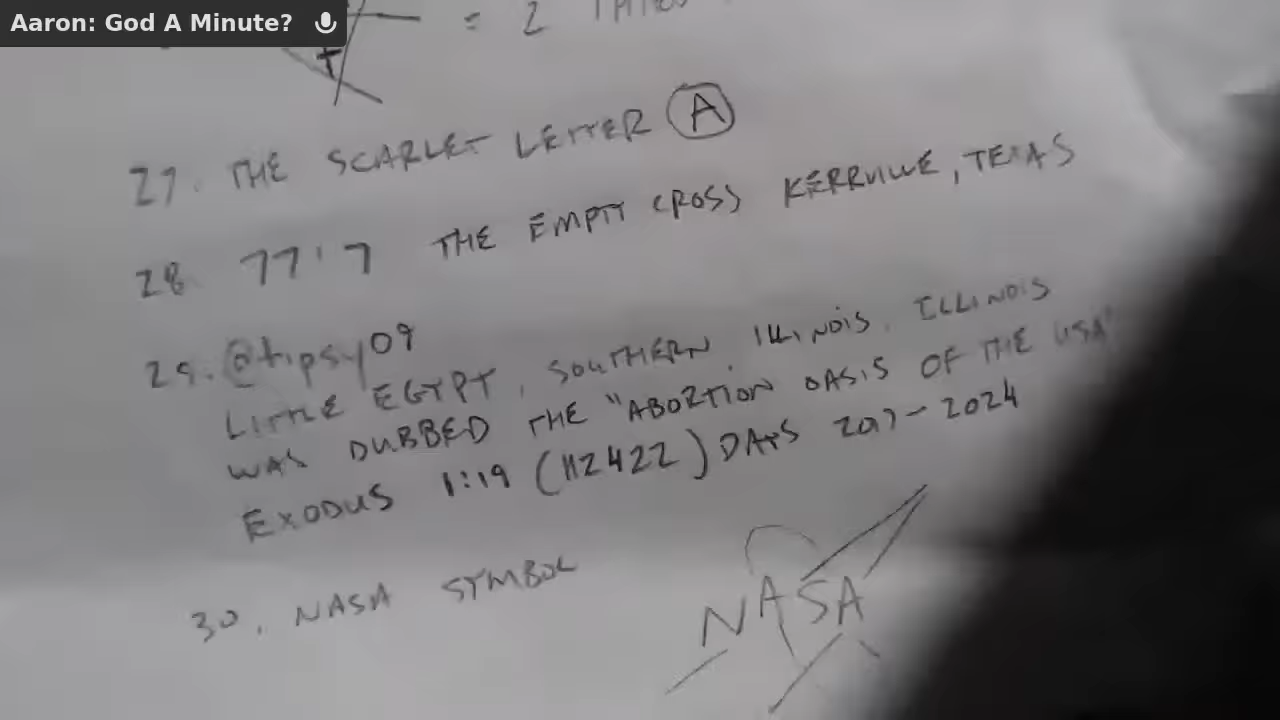 Aaron: God A Minute?
= 2
T
27. THE SCARLET LETTER A
28 77'7 THE EMPTY CROSS KERRVILLE, TEXAS
29. @tipsy09
LITTLE EGYPT, SOUTHERN ILLINOIS. ILLINOIS
WAS DUBBED THE "ABORTION OASIS OF THE USA"
EXODUS 1:19 (112422) DAYS 2017-2024
30. NASA SYMBOL
NASA